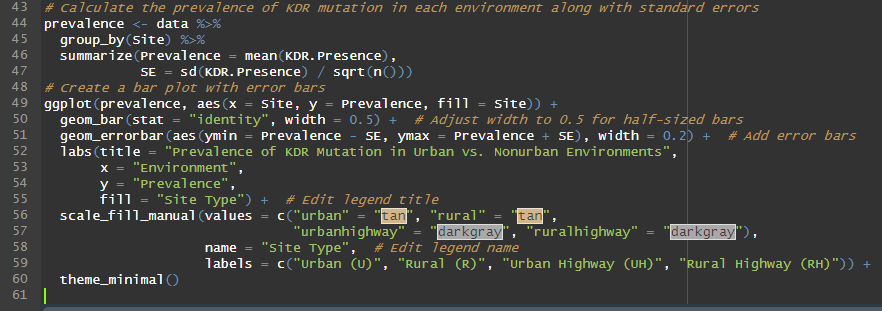 43 # Calculate the prevalence of KDR mutation in each environment along with standard errors
44 prevalence <- data %>%
45   group_by(Site) %>%
46   summarize(Prevalence = mean(KDR.Presence),
47             SE = sd(KDR.Presence) / sqrt(n()))
48 # Create a bar plot with error bars
49 ggplot(prevalence, aes(x = Site, y = Prevalence, fill = Site)) +
50   geom_bar(stat = "identity", width = 0.5) +  # Adjust width to 0.5 for half-sized bars
51   geom_errorbar(aes(ymin = Prevalence - SE, ymax = Prevalence + SE), width = 0.2) +  # Add error bars
52   labs(title = "Prevalence of KDR Mutation in Urban vs. Nonurban Environments",
53        x = "Environment",
54        y = "Prevalence",
55        fill = "Site Type") +  # Edit legend title
56   scale_fill_manual(values = c("urban" = "tan", "rural" = "tan",
57                                "urbanhighway" = "darkgray", "ruralhighway" = "darkgray"),
58                     name = "Site Type",  # Edit legend name
59                     labels = c("Urban (U)", "Rural (R)", "Urban Highway (UH)", "Rural Highway (RH)")) +
60   theme_minimal()
61